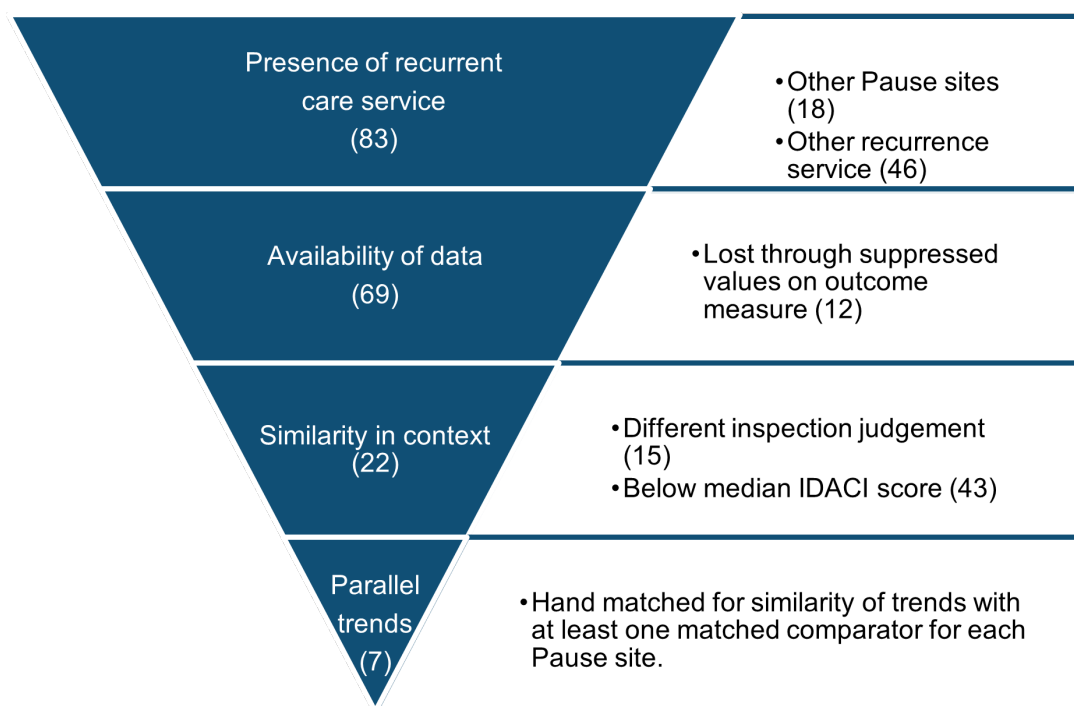 Presence of recurrent
care service
(83)
•Other Pause sites
(18)
•Other recurrence
service (46)
Availability of data
(69)
•Lost through suppressed
values on outcome
measure (12)
Similarity in context
(22)
•Different inspection judgement
(15)
•Below median IDACI score (43)
Parallel
trends
(7)
•Hand matched for similarity of trends with
at least one matched comparator for each
Pause site.